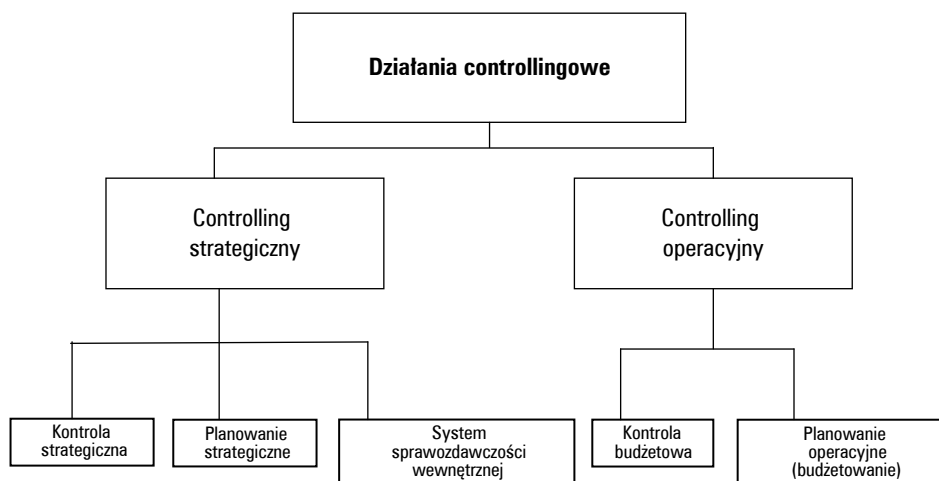 Działania controllingowe
Controlling
strategiczny
Controlling
operacyjny
Kontrola
strategiczna
Planowanie
strategiczne
System
sprawozdawczości
wewnętrznej
Kontrola
budżetowa
Planowanie
operacyjne
(budżetowanie)